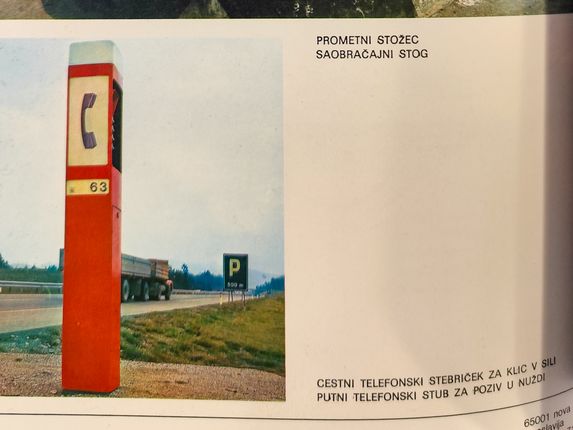 PROMETNI STOŽEC
SAOBRAČAJNI STOG
63
P
500 m
CESTNI TELEFONSKI STEBRIČEK ZA KLIC V SILI
PUTNI TELEFONSKI STUB ZA POZIV U NUŽDI
65001 nova